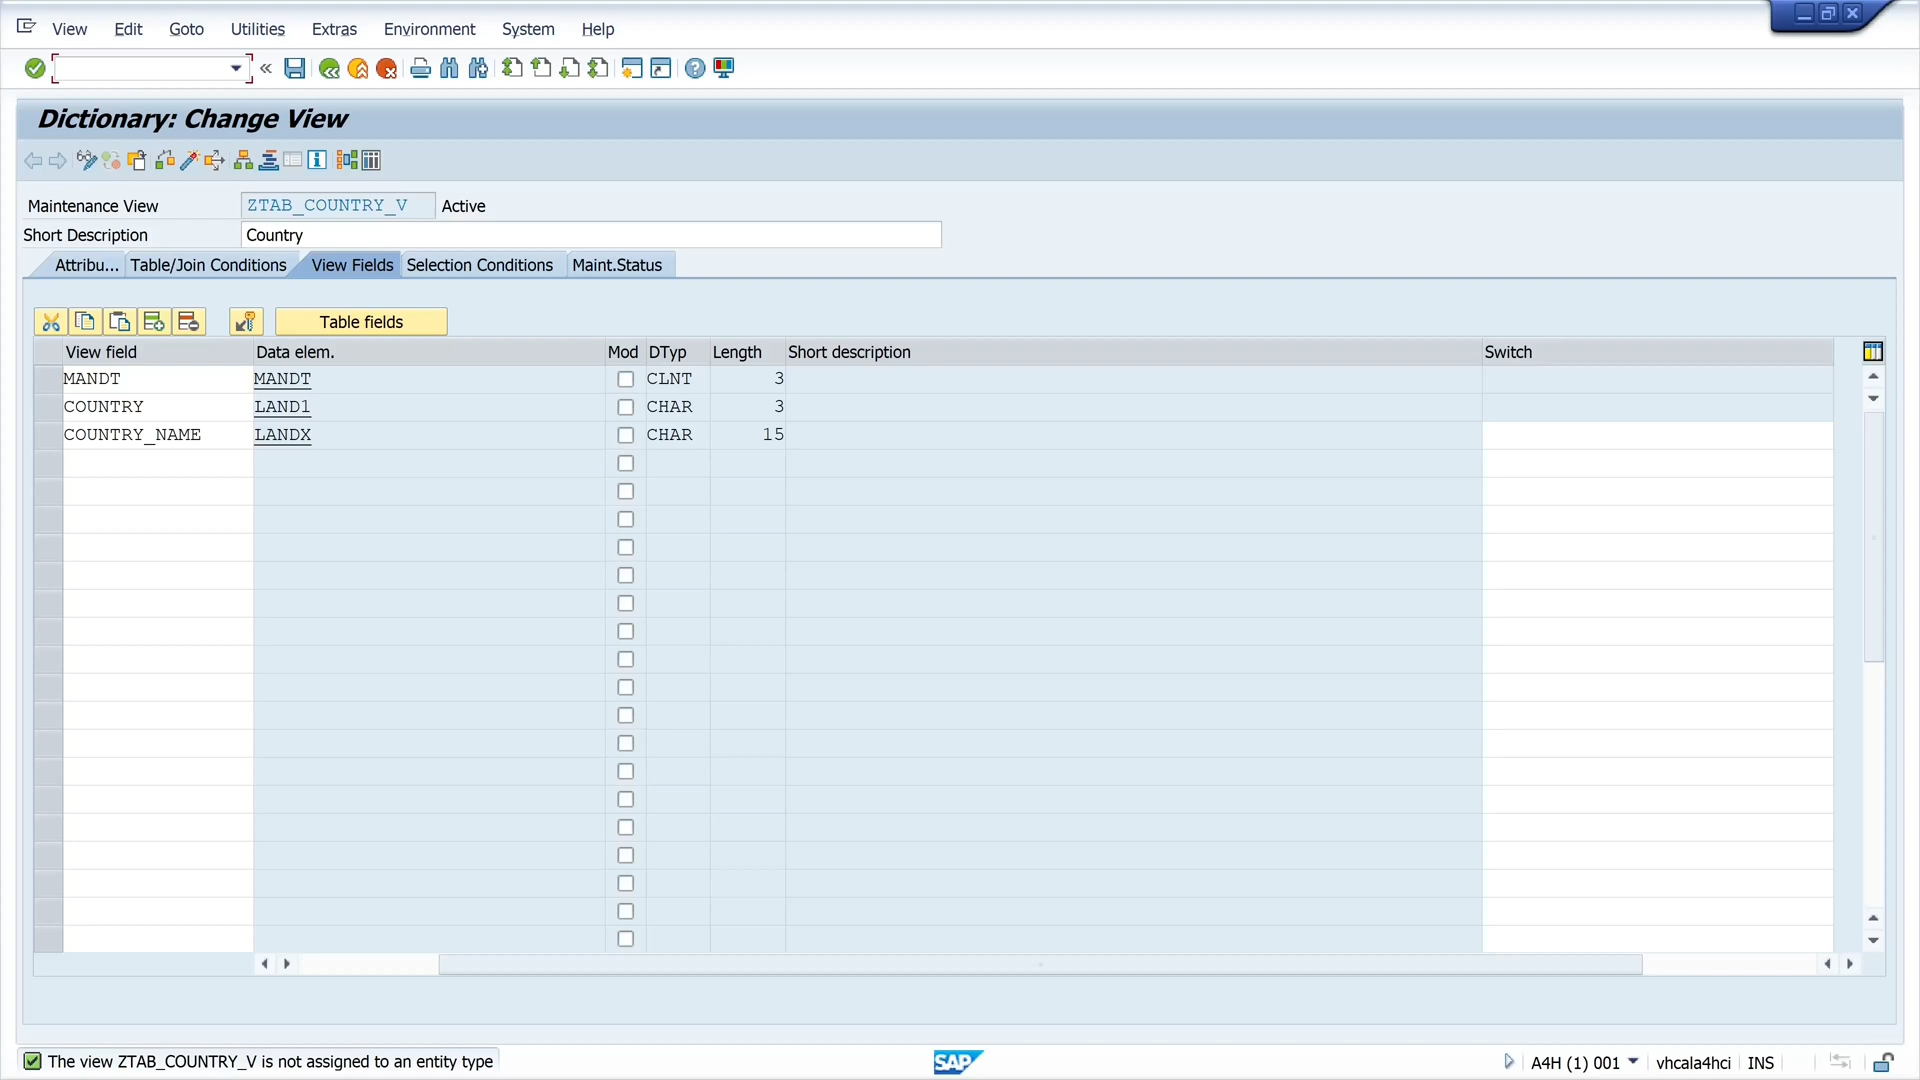 View Edit Goto Utilities Extras Environment System Help
Dictionary: Change View
Maintenance View ZTAB_COUNTRY_V Active
Short Description Country
Attribu... Table/Join Conditions View Fields Selection Conditions Maint.Status
Table fields
View field Data elem. Mod DTyp Length Short description Switch
MANDT MANDT CLNT 3
COUNTRY LAND1 CHAR 3
COUNTRY_NAME LANDX CHAR 15
The view ZTAB_COUNTRY_V is not assigned to an entity type SAP A4H (1) 001 vhcala4hci INS